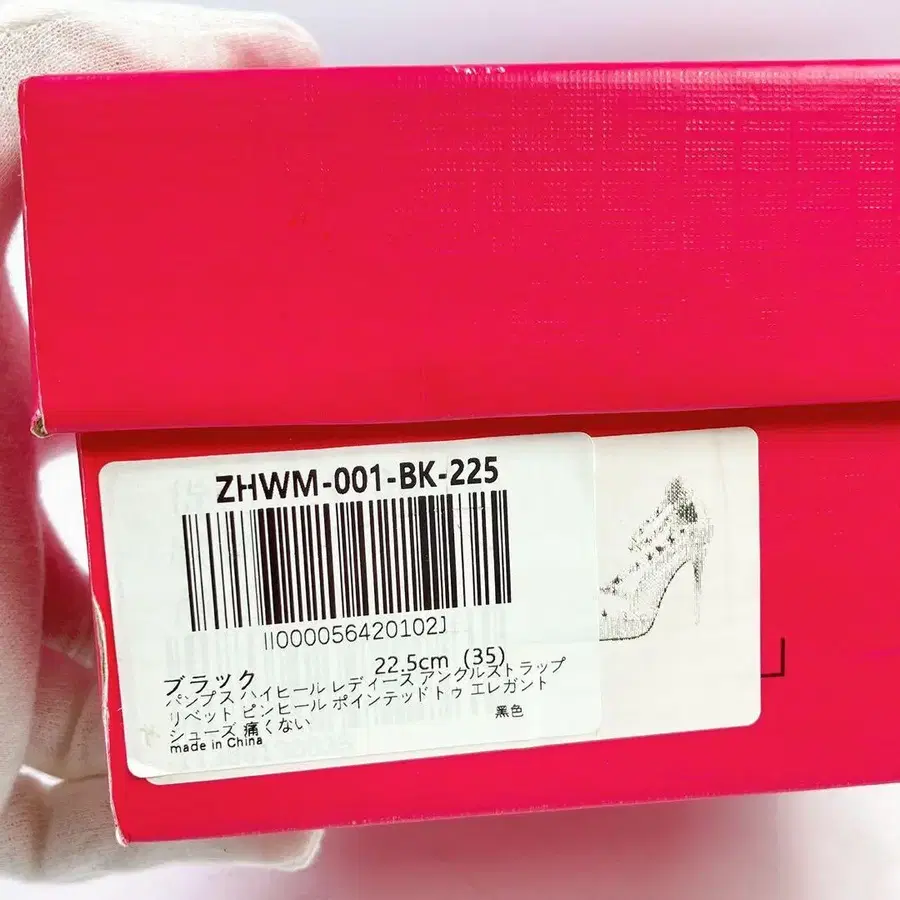 ZHWM-001-BK-225
II000056420102J
ブラック 22.5cm (35)
パンプス ハイヒール レディース アンクルストラップ
リベット ピンヒール ポインテッドトゥ エレガント
シューズ 痛くない 黒色
made in China